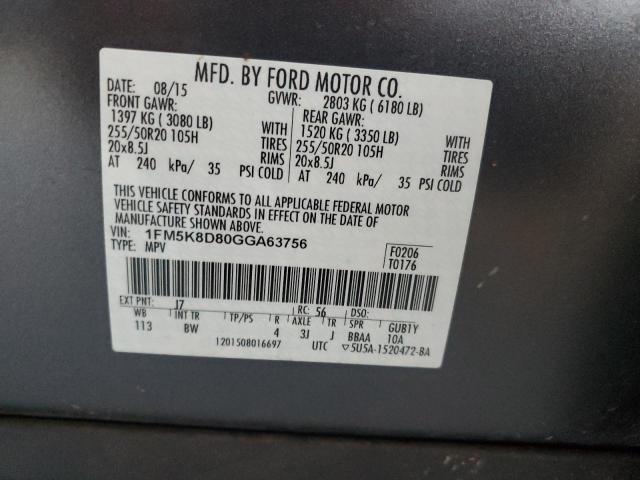 MFD. BY FORD MOTOR CO.
DATE: 08/15 GVWR: 2803 KG ( 6180 LB)
FRONT GAWR: REAR GAWR:
1397 KG ( 3080 LB) WITH 1520 KG ( 3350 LB) WITH
255/50R20 105H TIRES 255/50R20 105H TIRES
20x8.5J RIMS 20x8.5J RIMS
AT 240 kPa/ 35 PSI COLD AT 240 kPa/ 35 PSI COLD
THIS VEHICLE CONFORMS TO ALL APPLICABLE FEDERAL MOTOR
VEHICLE SAFETY STANDARDS IN EFFECT ON THE DATE OF
MANUFACTURE SHOWN ABOVE.
VIN: 1FM5K8D80GGA63756 F0206
TYPE: MPV T0176
EXT PNT: J7 RC: 56 DSO:
WB INT TR TP/PS R AXLE TR SPR GUB1Y
113 BW 4 3J J BBAA 10A
1201508016697 UTC ▽5U5A-1520472-BA